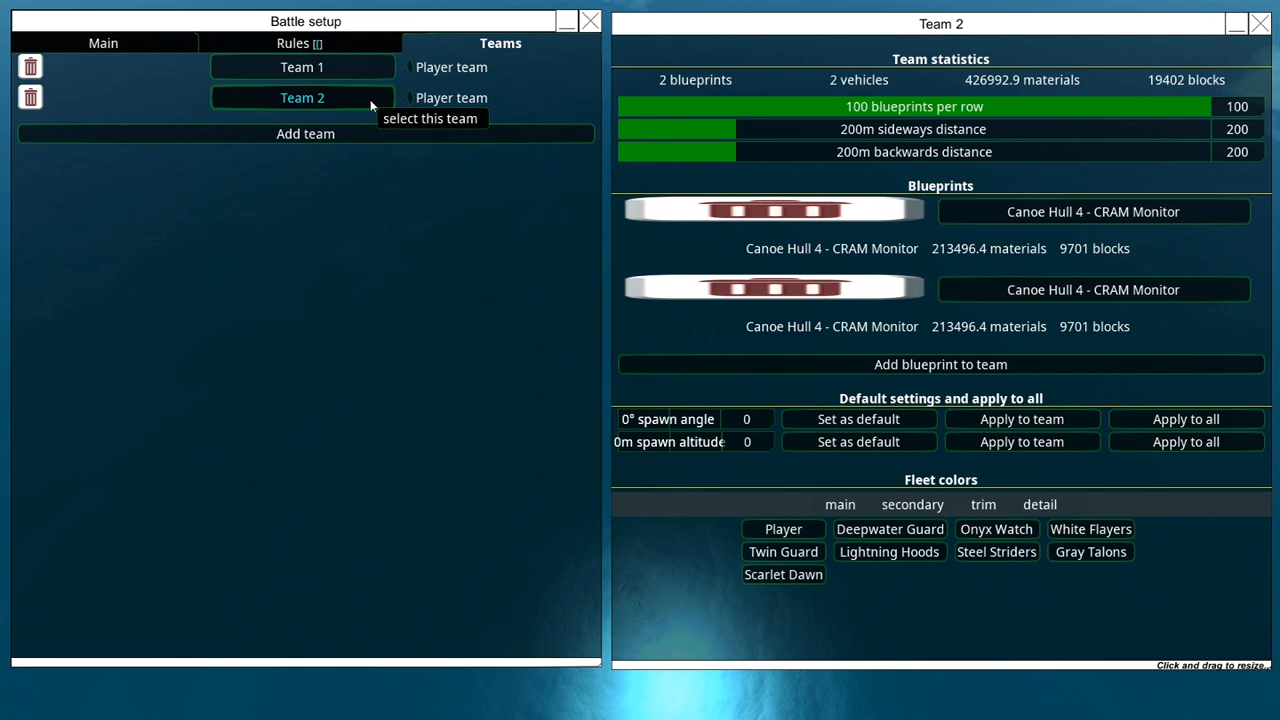 Battle setup
Main
Rules [[]
Teams
Team 1
Player team
Team 2
Player team
select this team
Add team
Team 2
Team statistics
2 blueprints
2 vehicles
426992.9 materials
19402 blocks
100 blueprints per row
100
200m sideways distance
200
200m backwards distance
200
Blueprints
Canoe Hull 4 - CRAM Monitor
Canoe Hull 4 - CRAM Monitor 213496.4 materials 9701 blocks
Canoe Hull 4 - CRAM Monitor
Canoe Hull 4 - CRAM Monitor 213496.4 materials 9701 blocks
Add blueprint to team
Default settings and apply to all
0° spawn angle
0
Set as default
Apply to team
Apply to all
0m spawn altitude
0
Set as default
Apply to team
Apply to all
Fleet colors
main
secondary
trim
detail
Player
Deepwater Guard
Onyx Watch
White Flayers
Twin Guard
Lightning Hoods
Steel Striders
Gray Talons
Scarlet Dawn
Click and drag to resize..